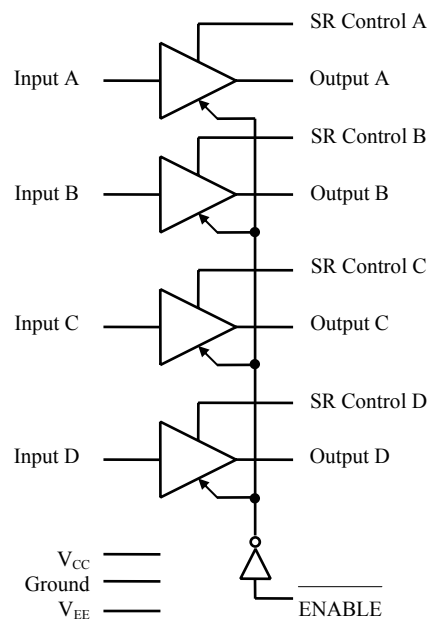 SR Control A
Input A
Output A
SR Control B
Input B
Output B
SR Control C
Input C
Output C
SR Control D
Input D
Output D
VCC
Ground
VEE
ENABLE